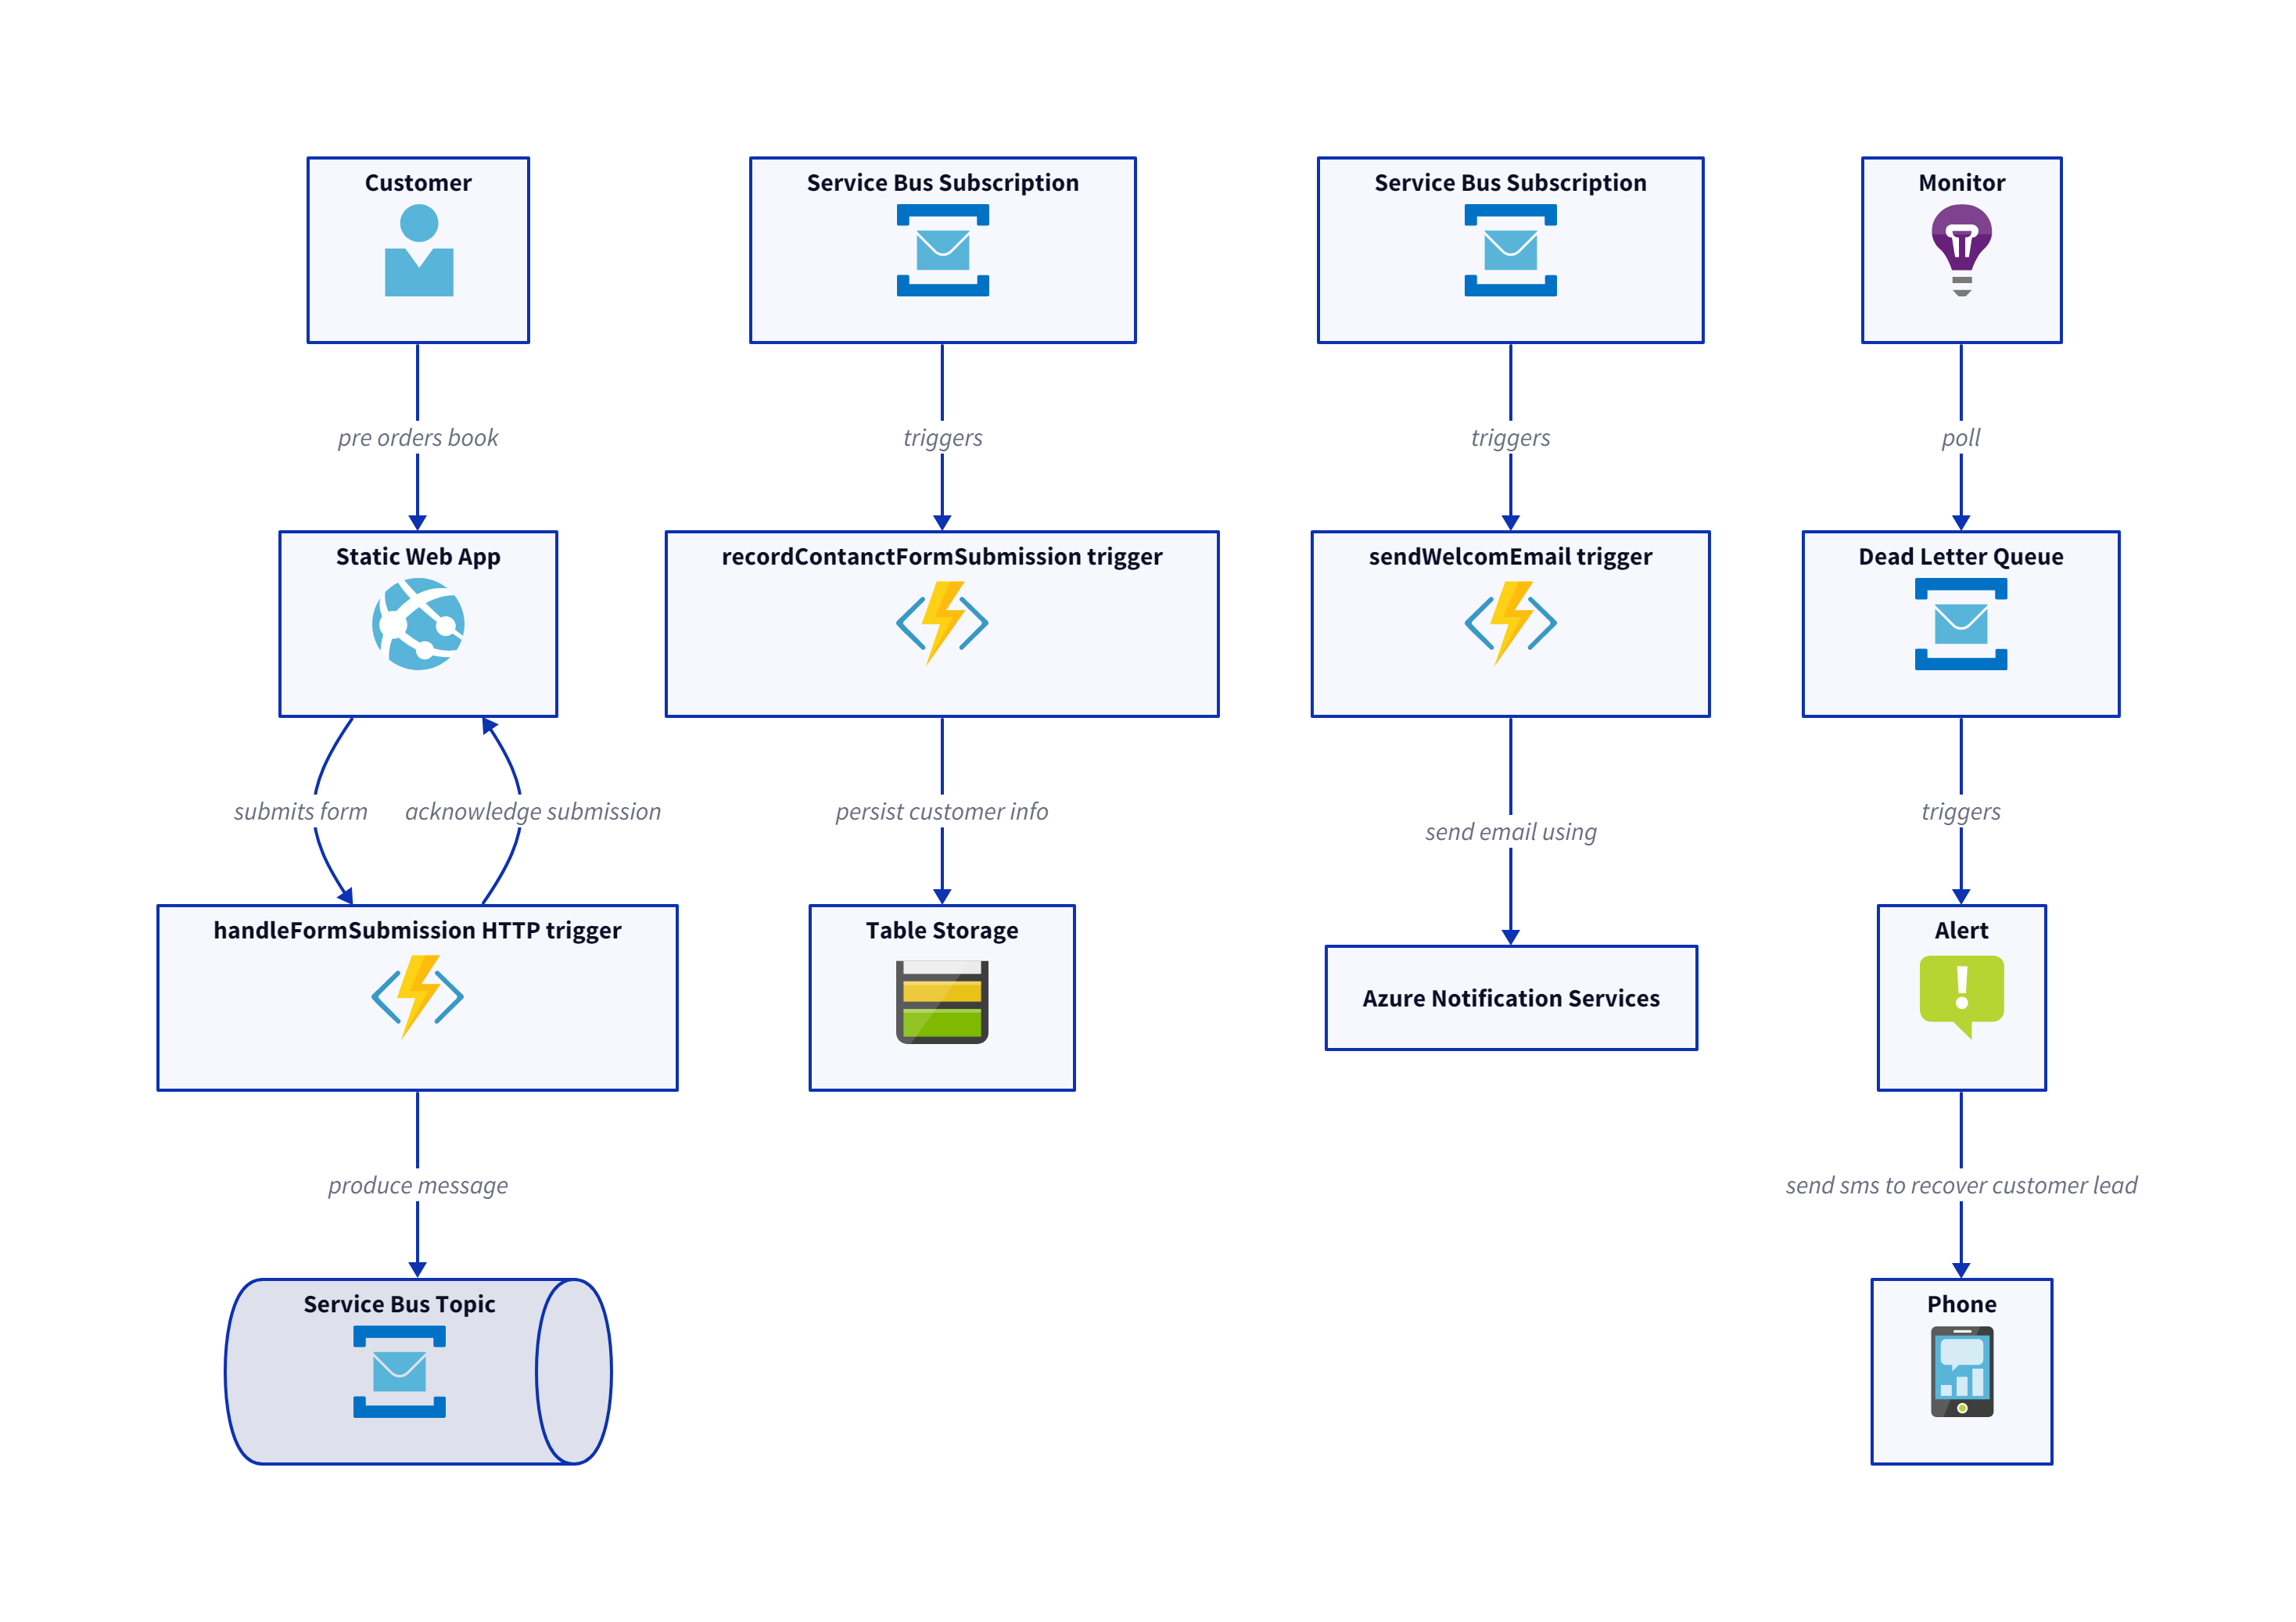 Customer
Service Bus Subscription
Service Bus Subscription
Monitor
pre orders book
triggers
triggers
poll
Static Web App
recordContanctFormSubmission trigger
sendWelcomEmail trigger
Dead Letter Queue
submits form
acknowledge submission
persist customer info
send email using
triggers
handleFormSubmission HTTP trigger
Table Storage
Azure Notification Services
Alert
produce message
send sms to recover customer lead
Service Bus Topic
Phone